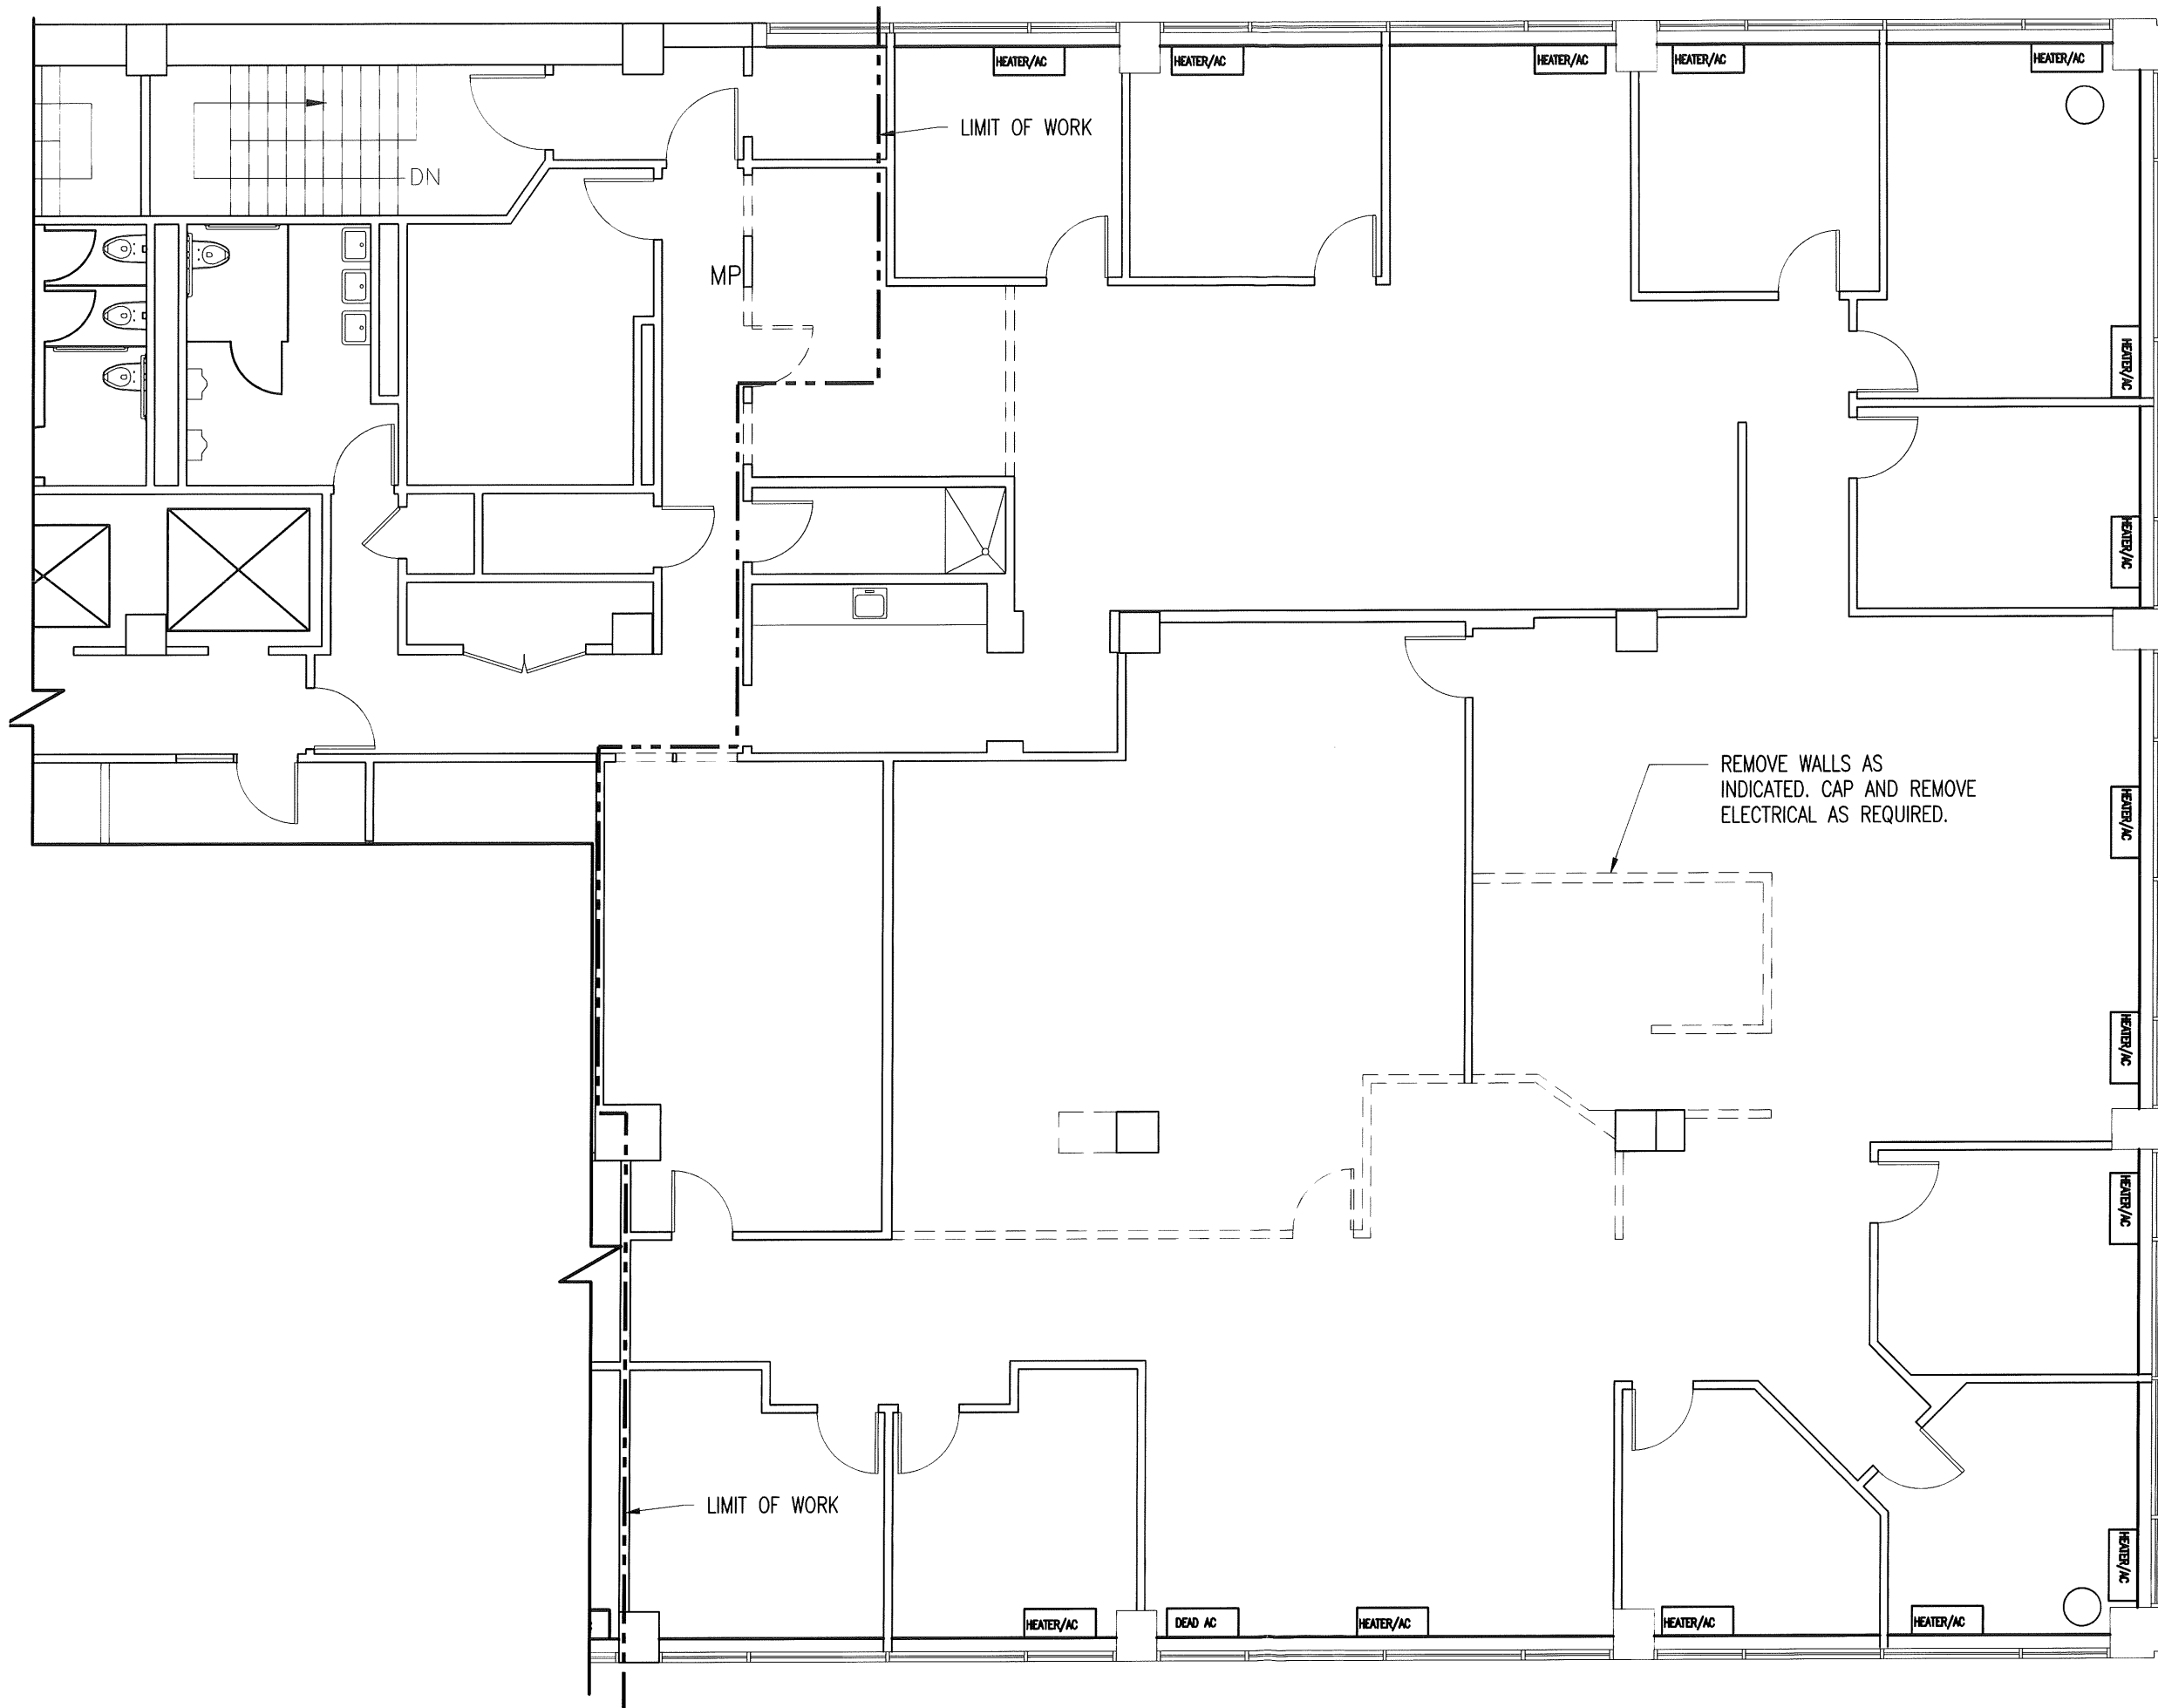 HEATER/AC
HEATER/AC
HEATER/AC
HEATER/AC
HEATER/AC
LIMIT OF WORK
DN
MP
HEATER/AC
HEATER/AC
REMOVE WALLS AS
INDICATED. CAP AND REMOVE
ELECTRICAL AS REQUIRED.
HEATER/AC
HEATER/AC
HEATER/AC
LIMIT OF WORK
HEATER/AC
HEATER/AC
DEAD AC
HEATER/AC
HEATER/AC
HEATER/AC